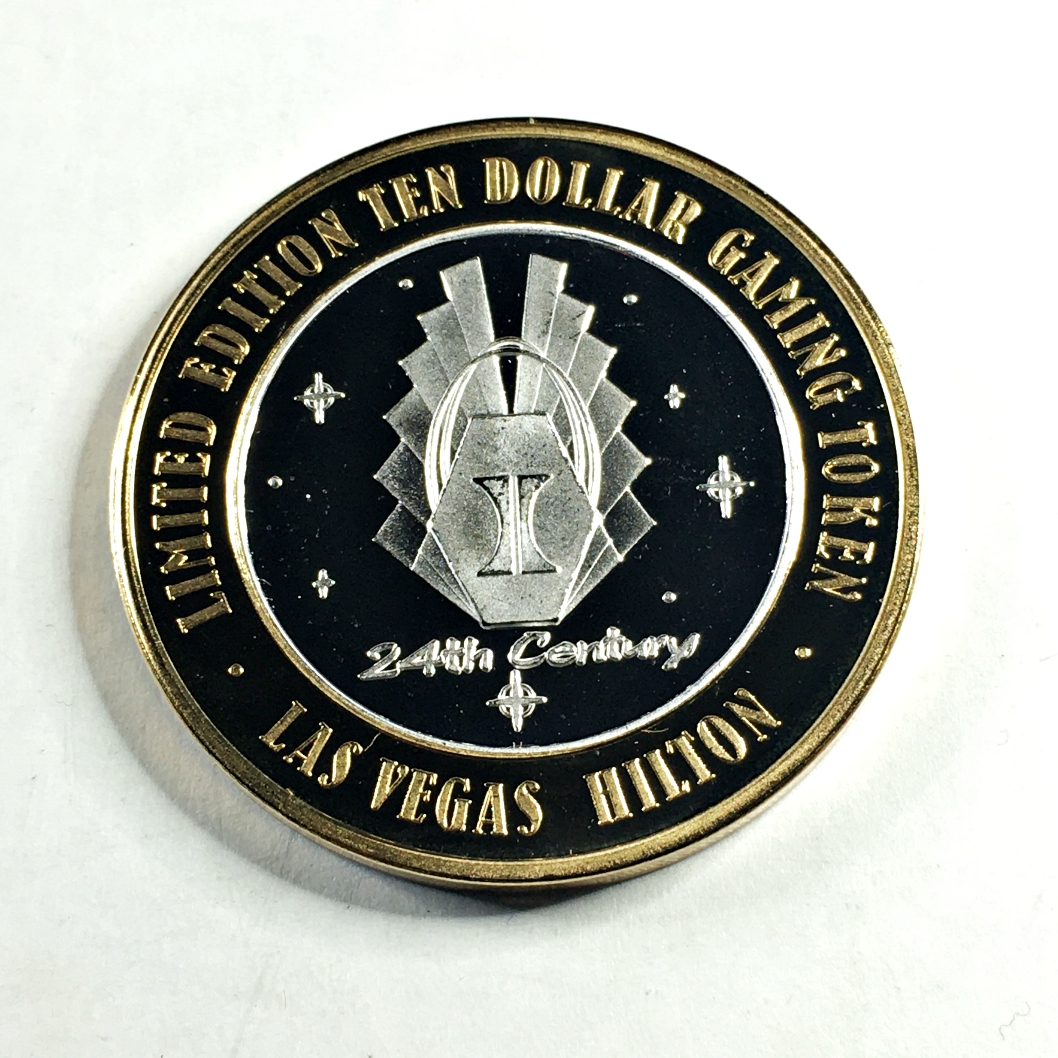 LIMITED EDITION TEN DOLLAR GAMING TOKEN
I
24th Century
LAS VEGAS HILTON